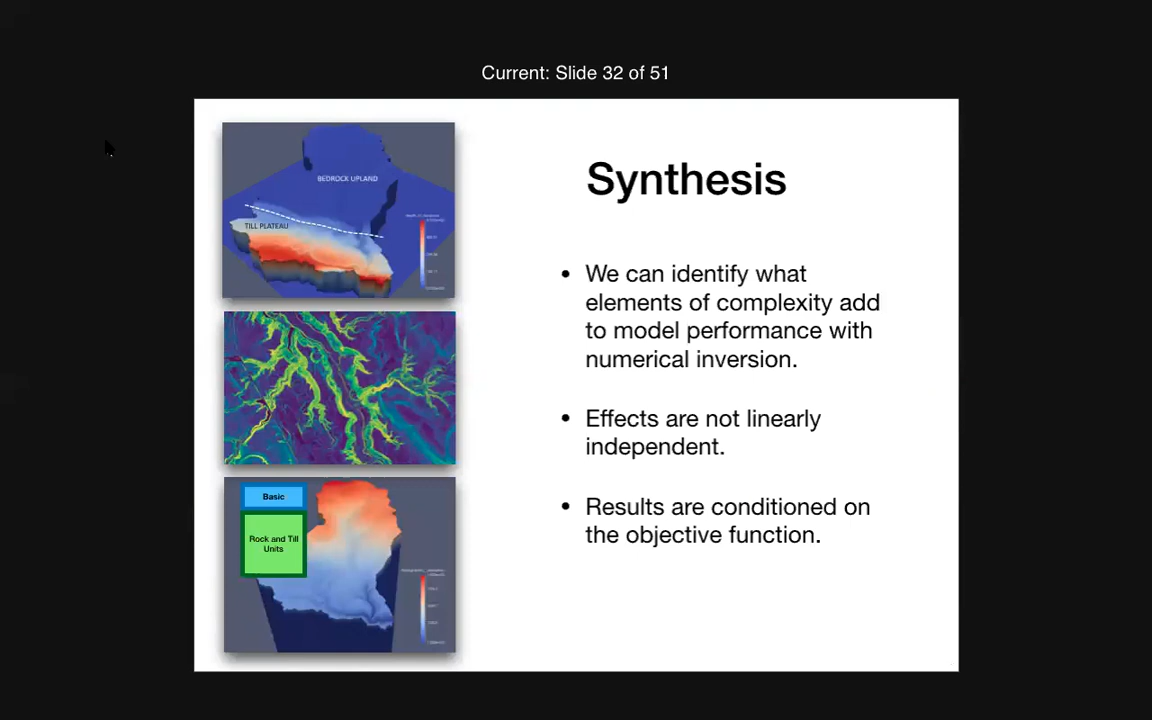 Current: Slide 32 of 51
BEDROCK UPLAND
TILL PLATEAU
Basic
Rock and Till
Units
Synthesis
• We can identify what
elements of complexity add
to model performance with
numerical inversion.
• Effects are not linearly
independent.
• Results are conditioned on
the objective function.